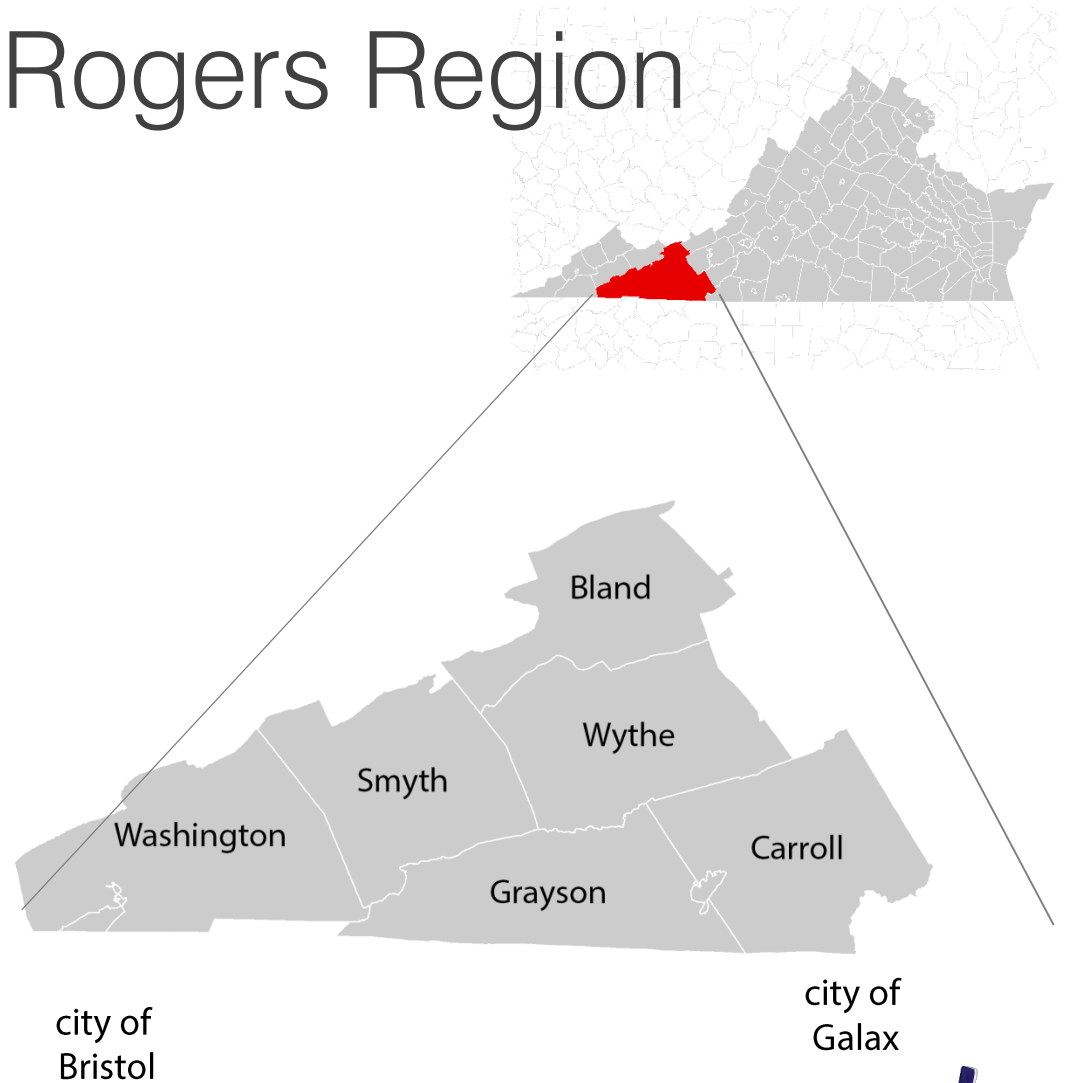 Rogers Region
Bland
Wythe
Smyth
Washington
Carroll
Grayson
city of
Galax
city of
Bristol